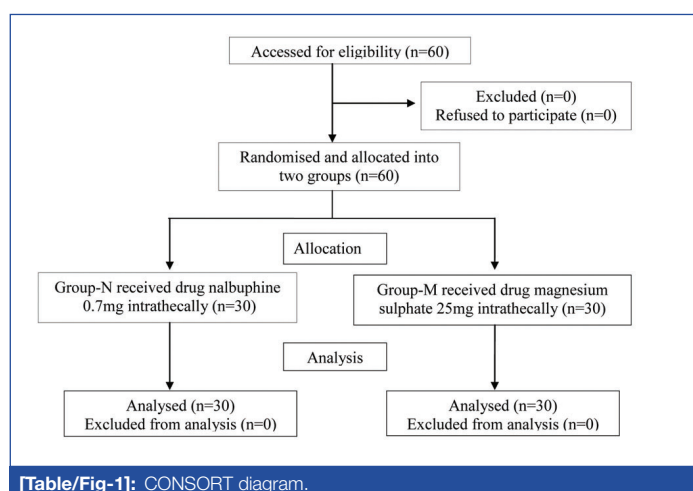 Accessed for eligibility (n=60)
Excluded (n=0)
Refused to participate (n=0)
Randomised and allocated into
two groups (n=60)
Allocation
Group-N received drug nalbuphine
0.7mg intrathecally (n=30)
Group-M received drug magnesium
sulphate 25mg intrathecally (n=30)
Analysis
Analysed (n=30)
Excluded from analysis (n=0)
Analysed (n=30)
Excluded from analysis (n=0)
[Table/Fig-1]: CONSORT diagram.